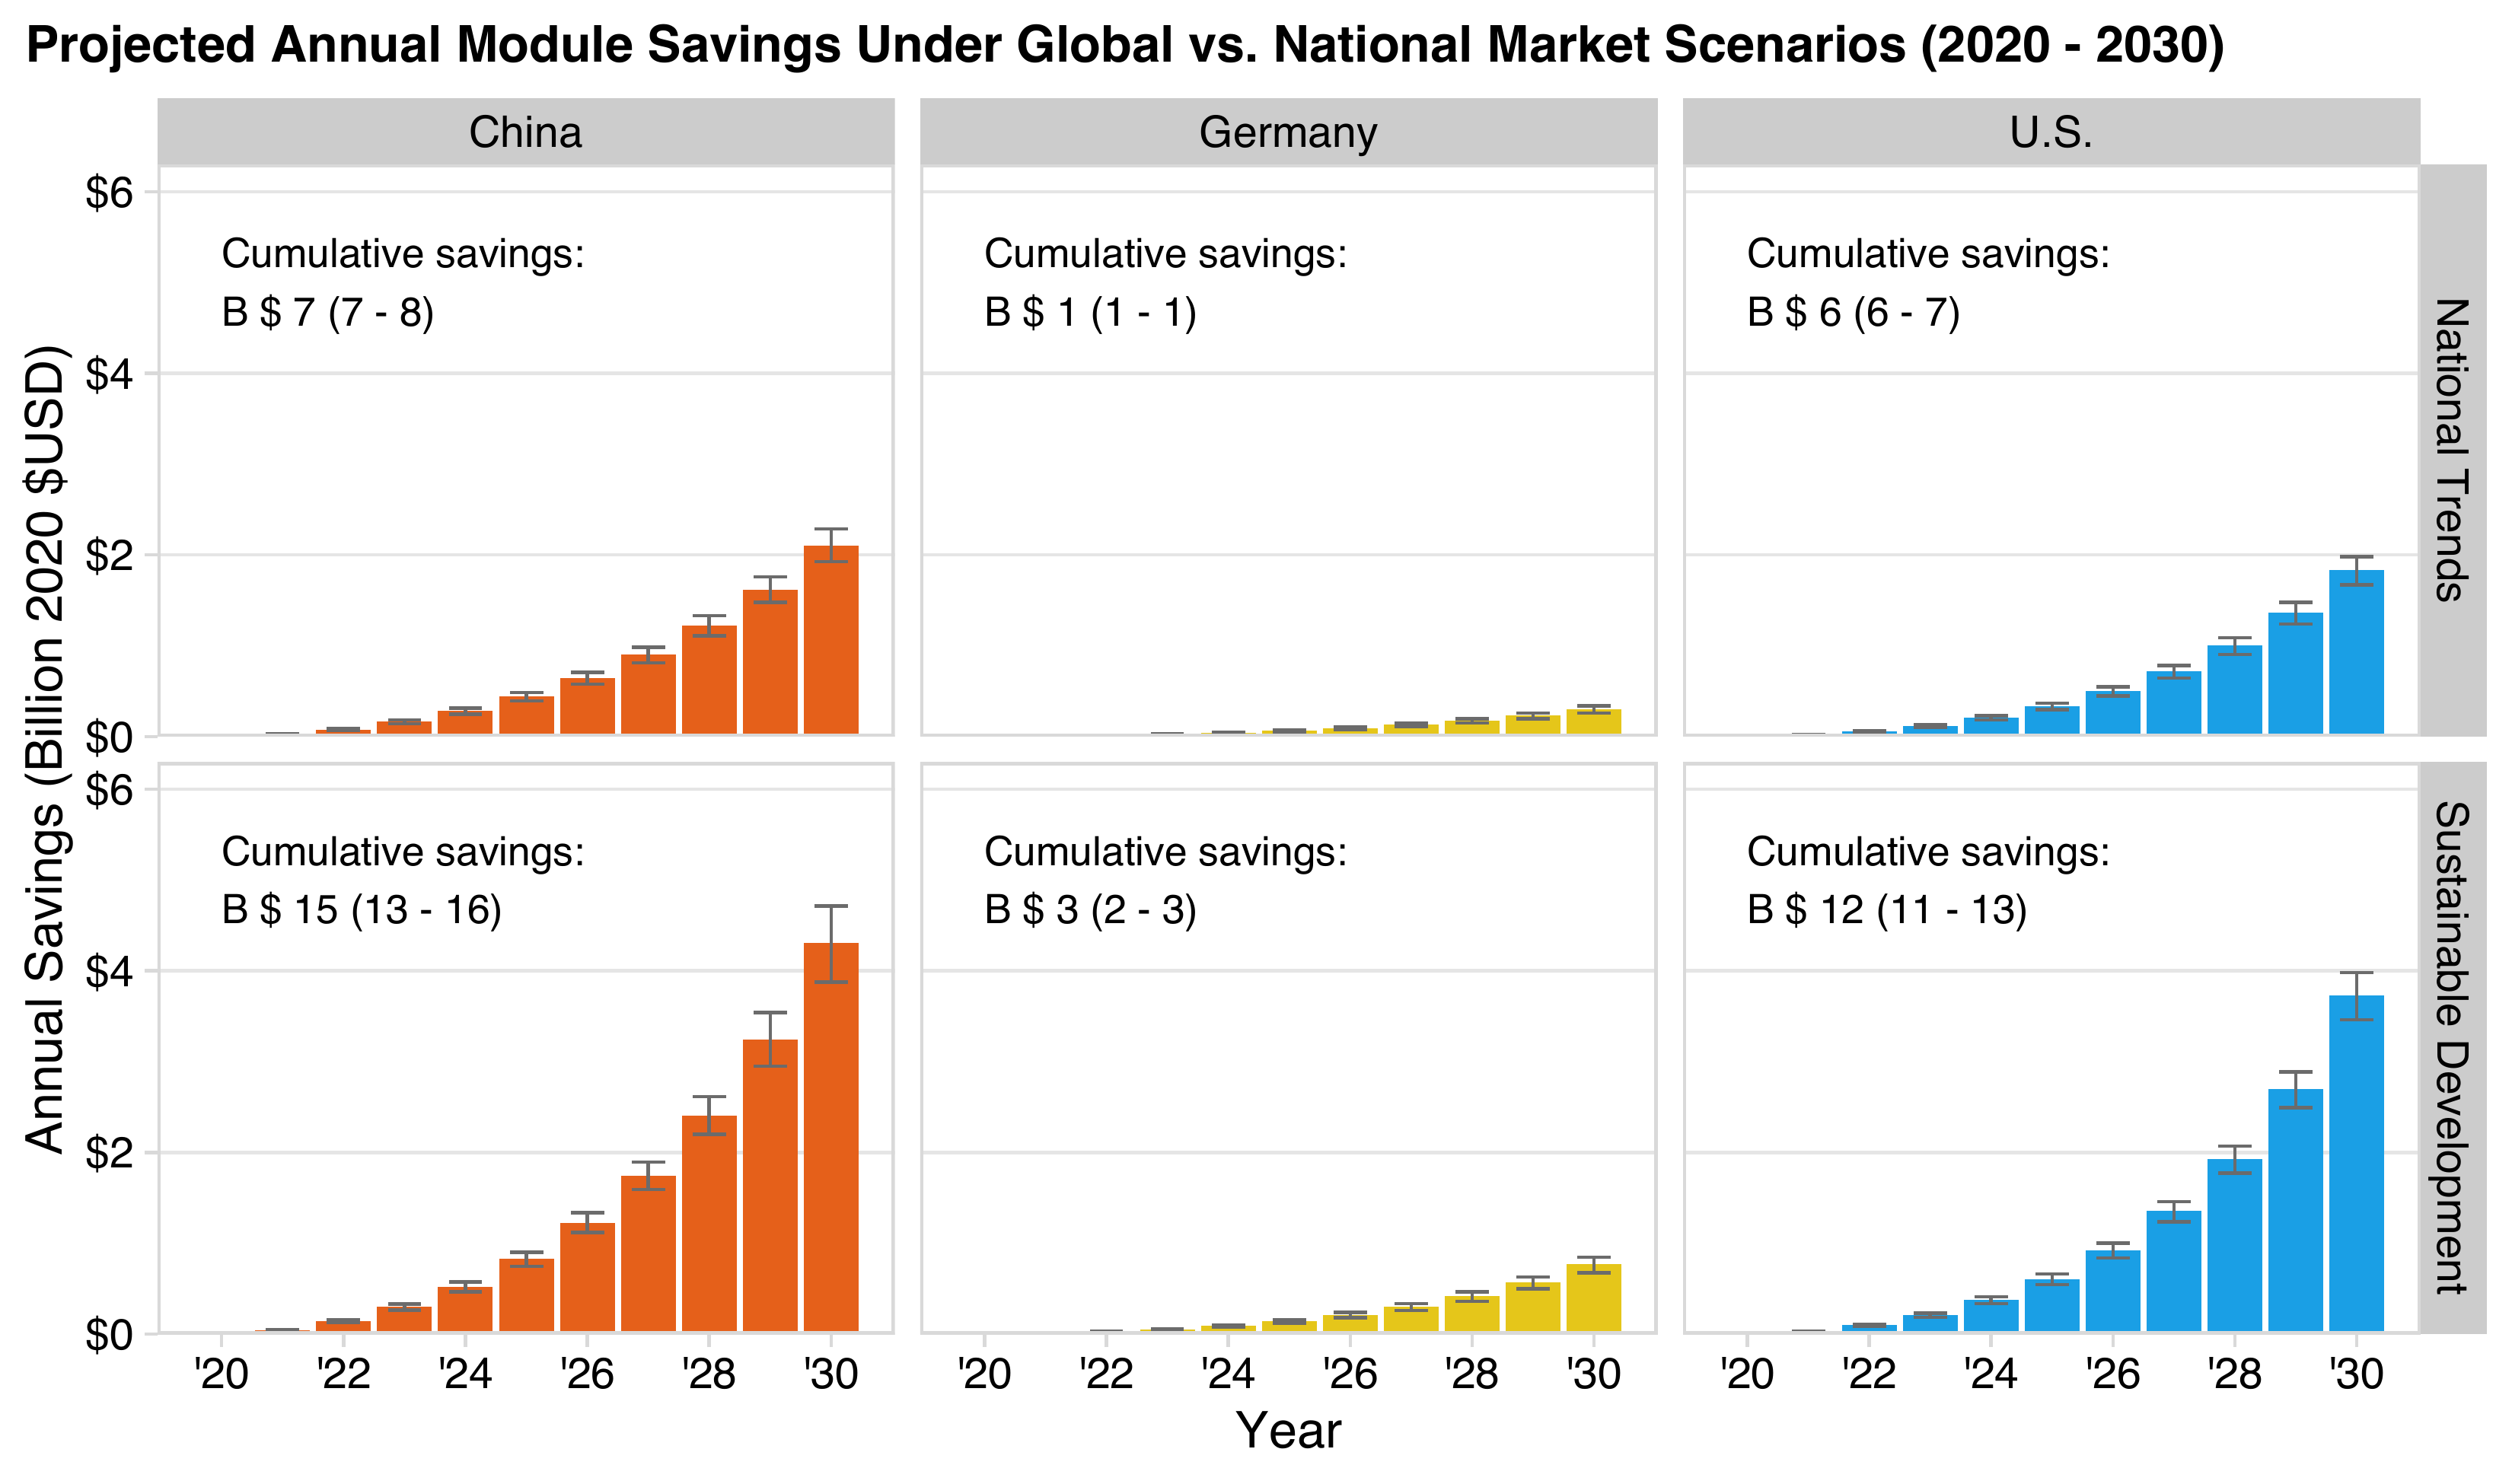 Projected Annual Module Savings Under Global vs. National Market Scenarios (2020 - 2030)
China
Germany
U.S.
Annual Savings (Billion 2020 $USD)
$6
$4
$2
$0
Cumulative savings:
B $ 7 (7 - 8)
Cumulative savings:
B $ 1 (1 - 1)
Cumulative savings:
B $ 6 (6 - 7)
National Trends
$6
$4
$2
$0
Cumulative savings:
B $ 15 (13 - 16)
Cumulative savings:
B $ 3 (2 - 3)
Cumulative savings:
B $ 12 (11 - 13)
Sustainable Development
'20 '22 '24 '26 '28 '30
'20 '22 '24 '26 '28 '30
'20 '22 '24 '26 '28 '30
Year